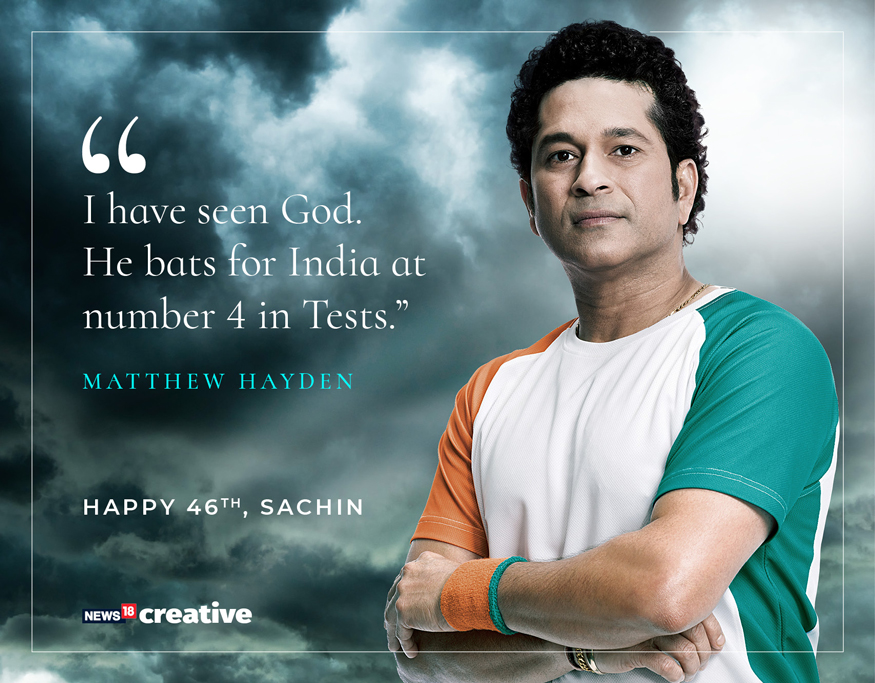 “
I have seen God.
He bats for India at
number 4 in Tests.”
MATTHEW HAYDEN
HAPPY 46TH, SACHIN
NEWS18 creative